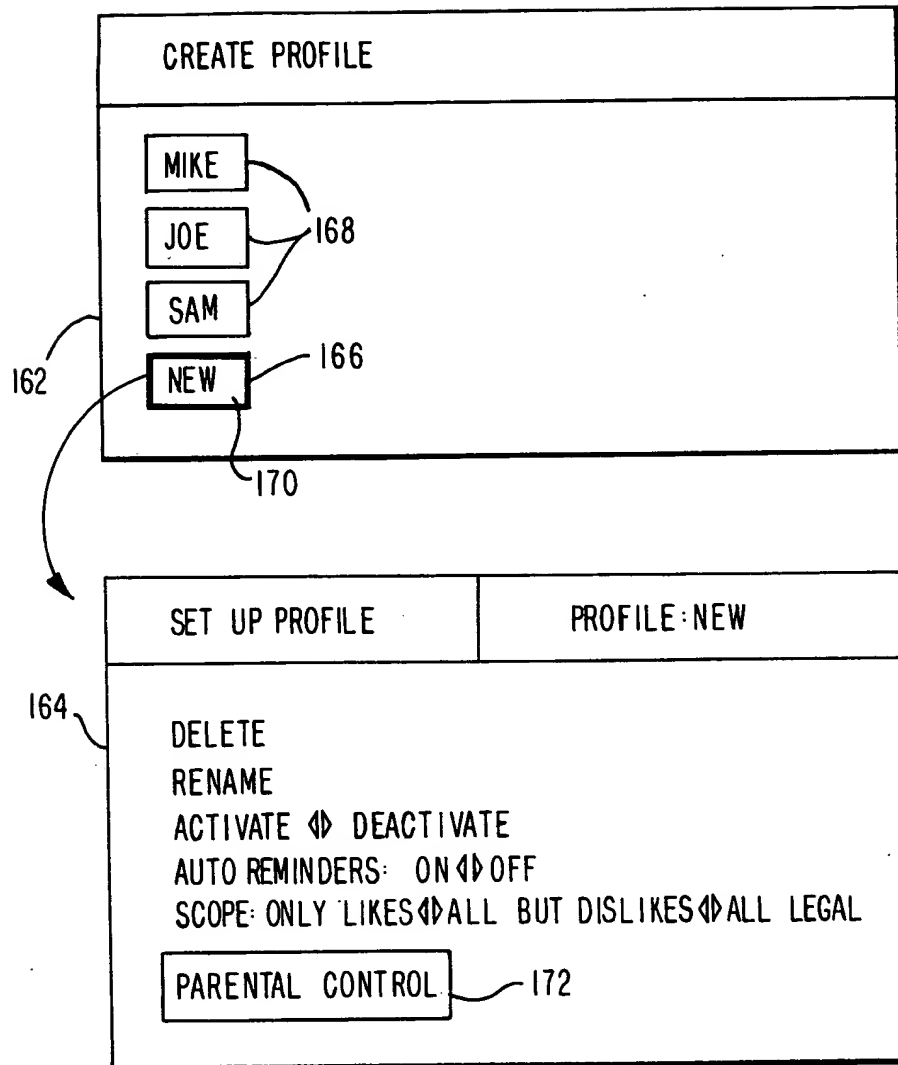 CREATE PROFILE
MIKE
JOE
168
SAM
162
NEW
166
170
SET UP PROFILE
PROFILE:NEW
164
DELETE
RENAME
ACTIVATE ◁▷ DEACTIVATE
AUTO REMINDERS: ON◁▷OFF
SCOPE: ONLY LIKES◁▷ALL BUT DISLIKES◁▷ALL LEGAL
PARENTAL CONTROL
172